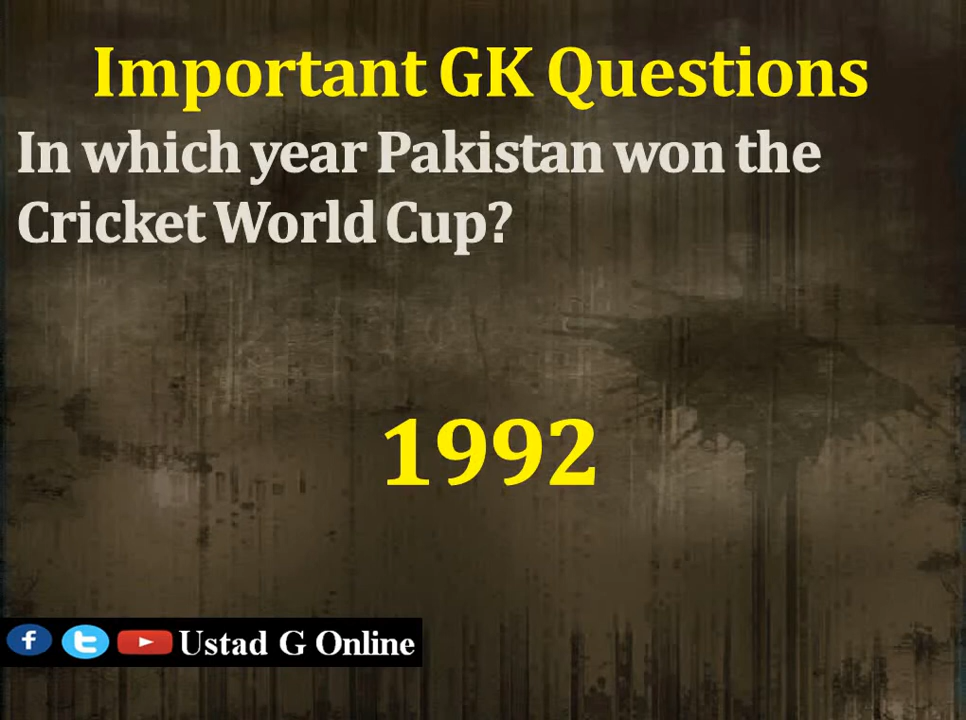 Important GK Questions
In which year Pakistan won the
Cricket World Cup?
1992
Ustad G Online